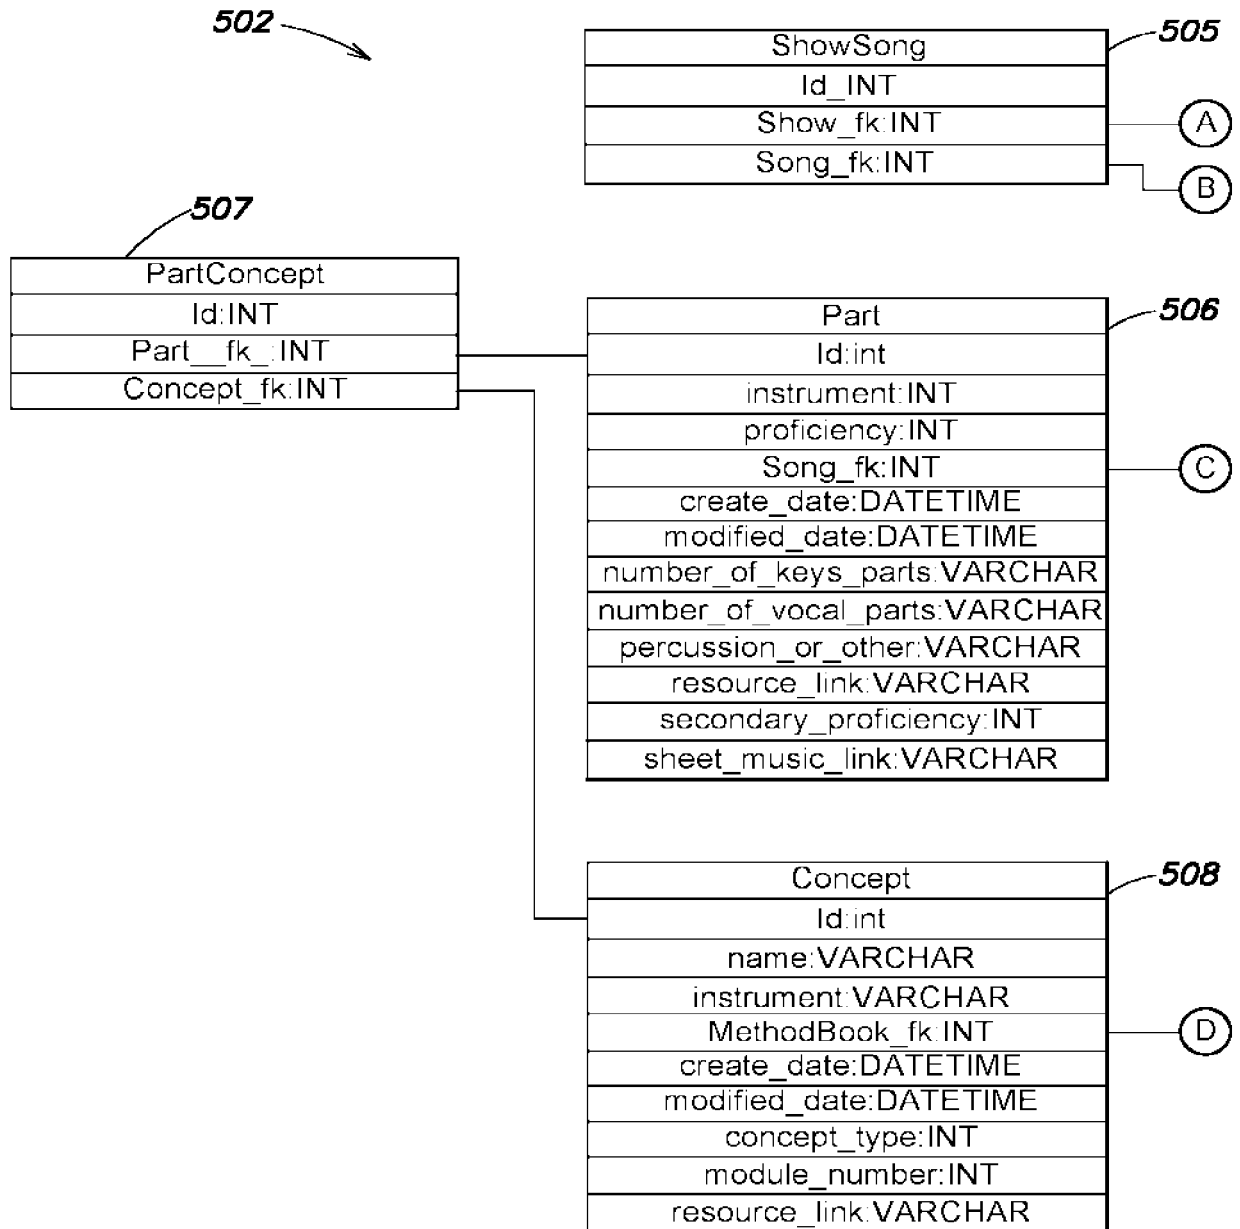 502
505
ShowSong
Id_INT
Show_fk:INT
A
Song_fk:INT
B
507
PartConcept
Id:INT
Part__fk_:INT
Concept_fk:INT
506
Part
Id:int
instrument:INT
proficiency:INT
Song_fk:INT
C
create_date:DATETIME
modified_date:DATETIME
number_of_keys_parts:VARCHAR
number_of_vocal_parts:VARCHAR
percussion_or_other:VARCHAR
resource_link:VARCHAR
secondary_proficiency:INT
sheet_music_link:VARCHAR
508
Concept
Id:int
name:VARCHAR
instrument:VARCHAR
MethodBook_fk:INT
D
create_date:DATETIME
modified_date:DATETIME
concept_type:INT
module_number:INT
resource_link:VARCHAR